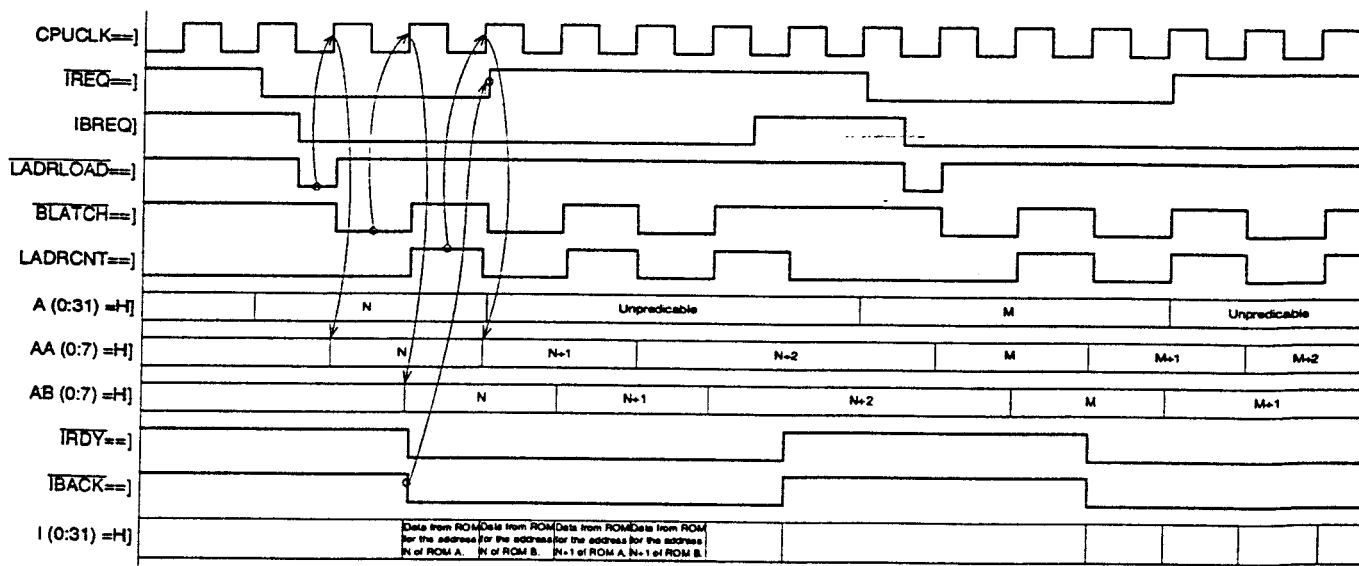 CPUCLK==]
IREQ==]
IBREQ]
LADRLOAD==]
BLATCH==]
LADRCNT==]
A (0:31) =H]
N
Unpredicable
M
Unpredicable
AA (0:7) =H]
N
N+1
N+2
M
M+1
M+2
AB (0:7) =H]
N
N+1
N+2
M
M+1
IRDY==]
IBACK==]
I (0:31) =H]
Data from ROM
for the address
N of ROM A.
Data from ROM
for the address
N of ROM B.
Data from ROM
for the address
N+1 of ROM A.
Data from ROM
for the address
N+1 of ROM B.